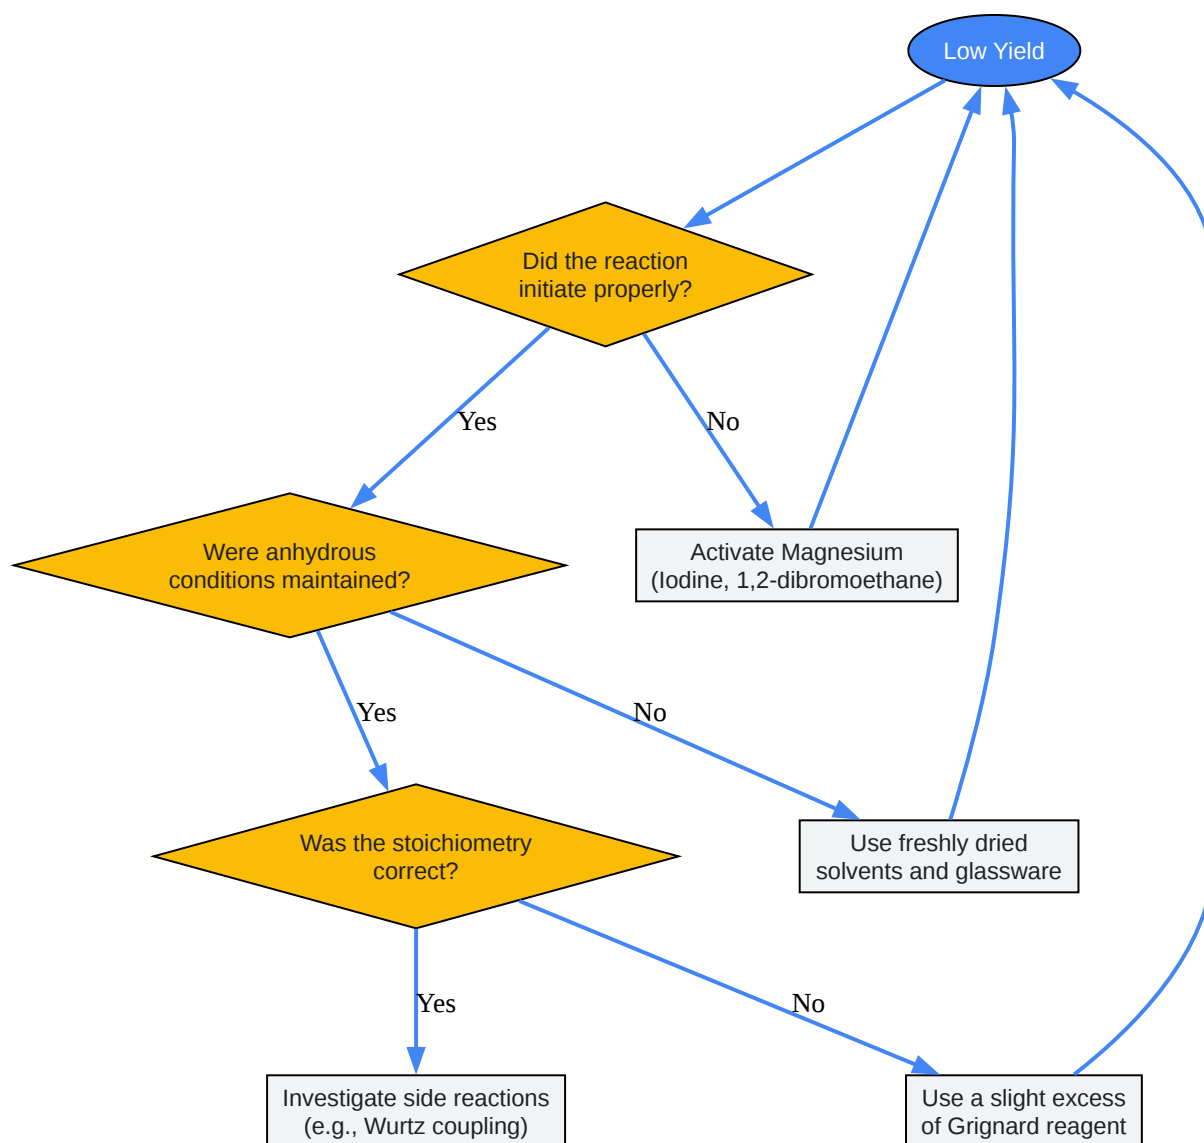 Low Yield
Did the reaction
initiate properly?
Yes
No
Were anhydrous
conditions maintained?
Activate Magnesium
(Iodine, 1,2-dibromoethane)
Yes
No
Was the stoichiometry
correct?
Use freshly dried
solvents and glassware
Yes
No
Investigate side reactions
(e.g., Wurtz coupling)
Use a slight excess
of Grignard reagent